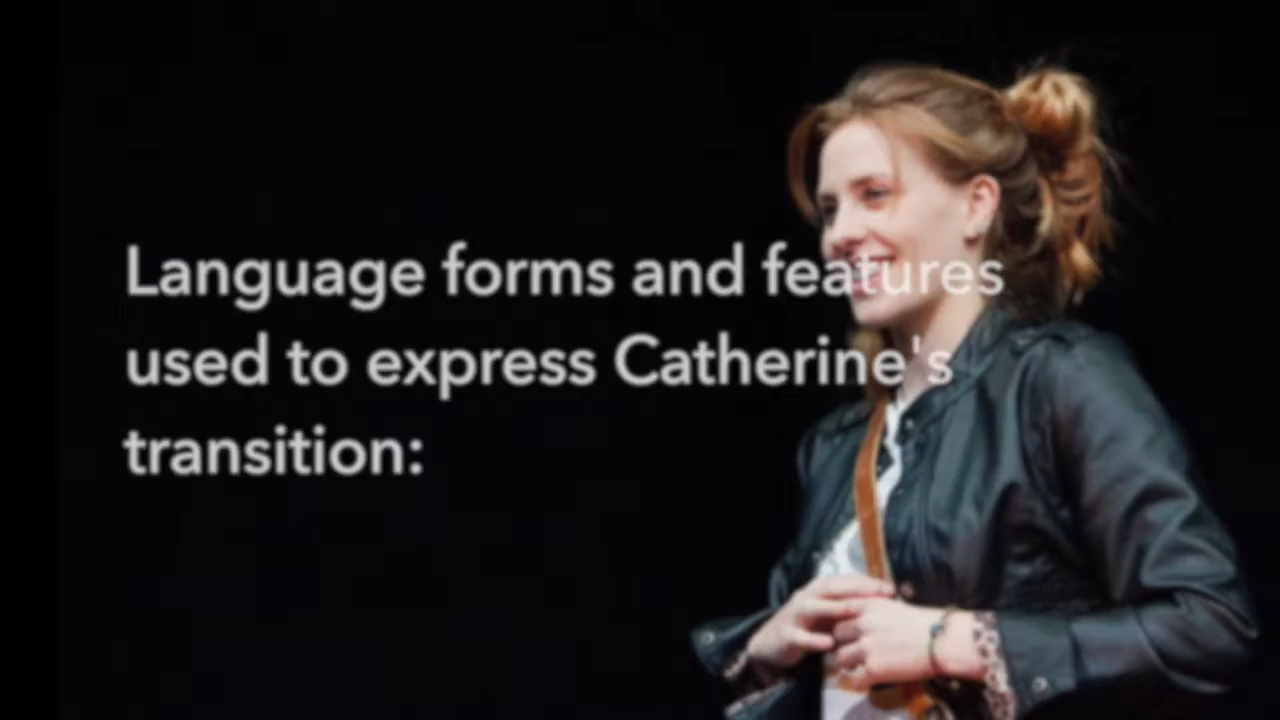 Language forms and features
used to express Catherine's
transition: